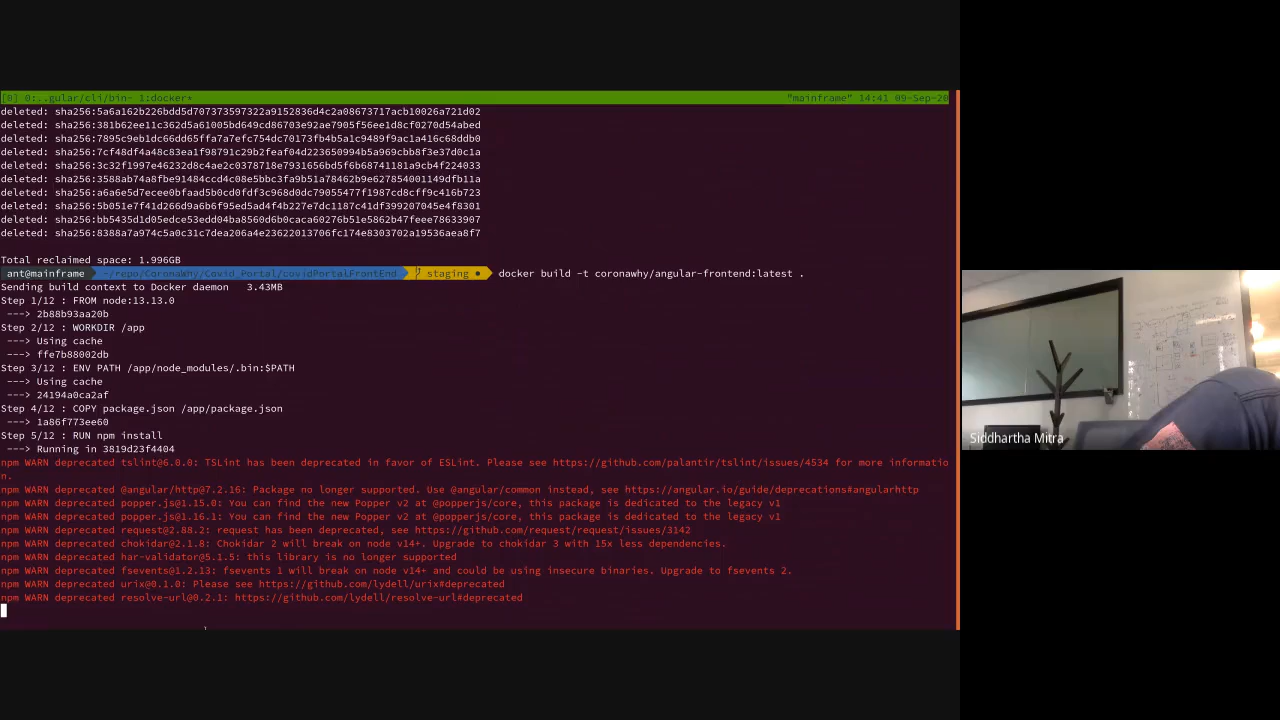 [0] 0:..gular/cli/bin- 1:docker* "mainframe" 14:41 09-Sep-20
deleted: sha256:5a6a162b226bdd5d707373597322a9152836d4c2a08673717acb10026a721d02
deleted: sha256:381b62ee11c362d5a61005bd649cd86703e92ae7905f56ee1d8cf0270d54abed
deleted: sha256:7895c9eb1dc66dd65ffa7a7efc754dc70173fb4b5a1c9489f9ac1a416c68ddb0
deleted: sha256:7cf48df4a48c83ea1f98791c29b2feaf04d223650994b5a969cbb8f3e37d0c1a
deleted: sha256:3c32f1997e46232d8c4ae2c0378718e7931656bd5f6b68741181a9cb4f224033
deleted: sha256:3588ab74a8fbe91484ccd4c08e5bbc3fa9b51a78462b9e627854001149dfb11a
deleted: sha256:a6a6e5d7ecee0bfaad5b0cd0fdf3c968d0dc79055477f1987cd8cff9c416b723
deleted: sha256:5b051e7f41d266d9a6b6f95ed5ad4f4b227e7dc1187c41df399207045e4f8301
deleted: sha256:bb5435d1d05edce53edd04ba8560d6b0caca60276b51e5862b47feee78633907
deleted: sha256:8388a7a974c5a0c31c7dea206a4e23622013706fc174e8303702a19536aea8f7
Total reclaimed space: 1.996GB
ant@mainframe ~/repo/CoronaWhy/Covid_Portal/covidPortalFrontEnd staging ● docker build -t coronawhy/angular-frontend:latest .
Sending build context to Docker daemon 3.43MB
Step 1/12 : FROM node:13.13.0
---> 2b88b93aa20b
Step 2/12 : WORKDIR /app
---> Using cache
---> ffe7b88002db
Step 3/12 : ENV PATH /app/node_modules/.bin:$PATH
---> Using cache
---> 24194a0ca2af
Step 4/12 : COPY package.json /app/package.json
---> 1a86f773ee60
Step 5/12 : RUN npm install
---> Running in 3819d23f4404
npm WARN deprecated tslint@6.0.0: TSLint has been deprecated in favor of ESLint. Please see https://github.com/palantir/tslint/issues/4534 for more informatio
n.
npm WARN deprecated @angular/http@7.2.16: Package no longer supported. Use @angular/common instead, see https://angular.io/guide/deprecations#angularhttp
npm WARN deprecated popper.js@1.15.0: You can find the new Popper v2 at @popperjs/core, this package is dedicated to the legacy v1
npm WARN deprecated popper.js@1.16.1: You can find the new Popper v2 at @popperjs/core, this package is dedicated to the legacy v1
npm WARN deprecated request@2.88.2: request has been deprecated, see https://github.com/request/request/issues/3142
npm WARN deprecated chokidar@2.1.8: Chokidar 2 will break on node v14+. Upgrade to chokidar 3 with 15x less dependencies.
npm WARN deprecated har-validator@5.1.5: this library is no longer supported
npm WARN deprecated fsevents@1.2.13: fsevents 1 will break on node v14+ and could be using insecure binaries. Upgrade to fsevents 2.
npm WARN deprecated urix@0.1.0: Please see https://github.com/lydell/urix#deprecated
npm WARN deprecated resolve-url@0.2.1: https://github.com/lydell/resolve-url#deprecated
Siddhartha Mitra